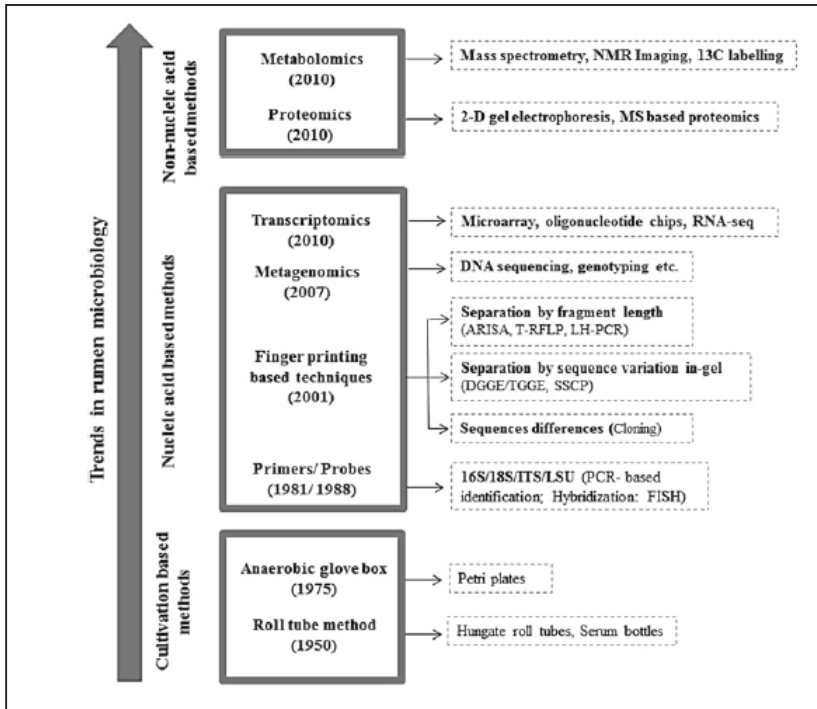 Trends in rumen microbiology
Non-nucleic acid
based methods
Metabolomics
(2010)
Mass spectrometry, NMR Imaging, 13C labelling
Proteomics
(2010)
2-D gel electrophoresis, MS based proteomics
Nucleic acid based methods
Transcriptomics
(2010)
Microarray, oligonucleotide chips, RNA-seq
Metagenomics
(2007)
DNA sequencing, genotyping etc.
Finger printing
based techniques
(2001)
Separation by fragment length
(ARISA, T-RFLP, LH-PCR)
Separation by sequence variation in-gel
(DGGE/TGGE, SSCP)
Sequences differences (Cloning)
Primers/ Probes
(1981/ 1988)
16S/18S/ITS/LSU (PCR- based
identification; Hybridization: FISH)
Cultivation based
methods
Anaerobic glove box
(1975)
Petri plates
Roll tube method
(1950)
Hungate roll tubes, Serum bottles